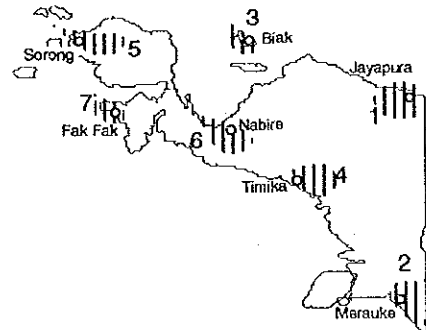 3
Biak
Sorong
5
Jayapura
7
Fak Fak
Nabire
6
Timika
4
2
Merauke